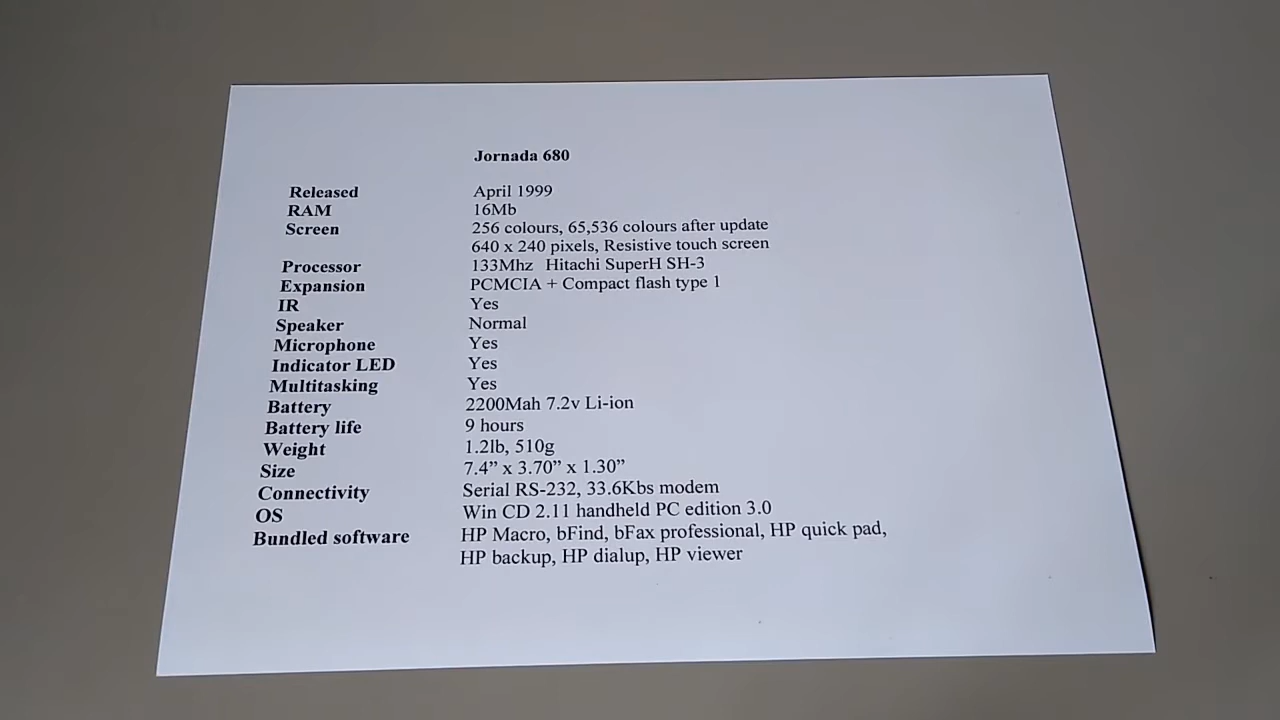 Jornada 680
Released April 1999
RAM 16Mb
Screen 256 colours, 65,536 colours after update
640 x 240 pixels, Resistive touch screen
Processor 133Mhz Hitachi SuperH SH-3
Expansion PCMCIA + Compact flash type 1
IR Yes
Speaker Normal
Microphone Yes
Indicator LED Yes
Multitasking Yes
Battery 2200Mah 7.2v Li-ion
Battery life 9 hours
Weight 1.2lb, 510g
Size 7.4” x 3.70” x 1.30”
Connectivity Serial RS-232, 33.6Kbs modem
OS Win CD 2.11 handheld PC edition 3.0
Bundled software HP Macro, bFind, bFax professional, HP quick pad,
HP backup, HP dialup, HP viewer